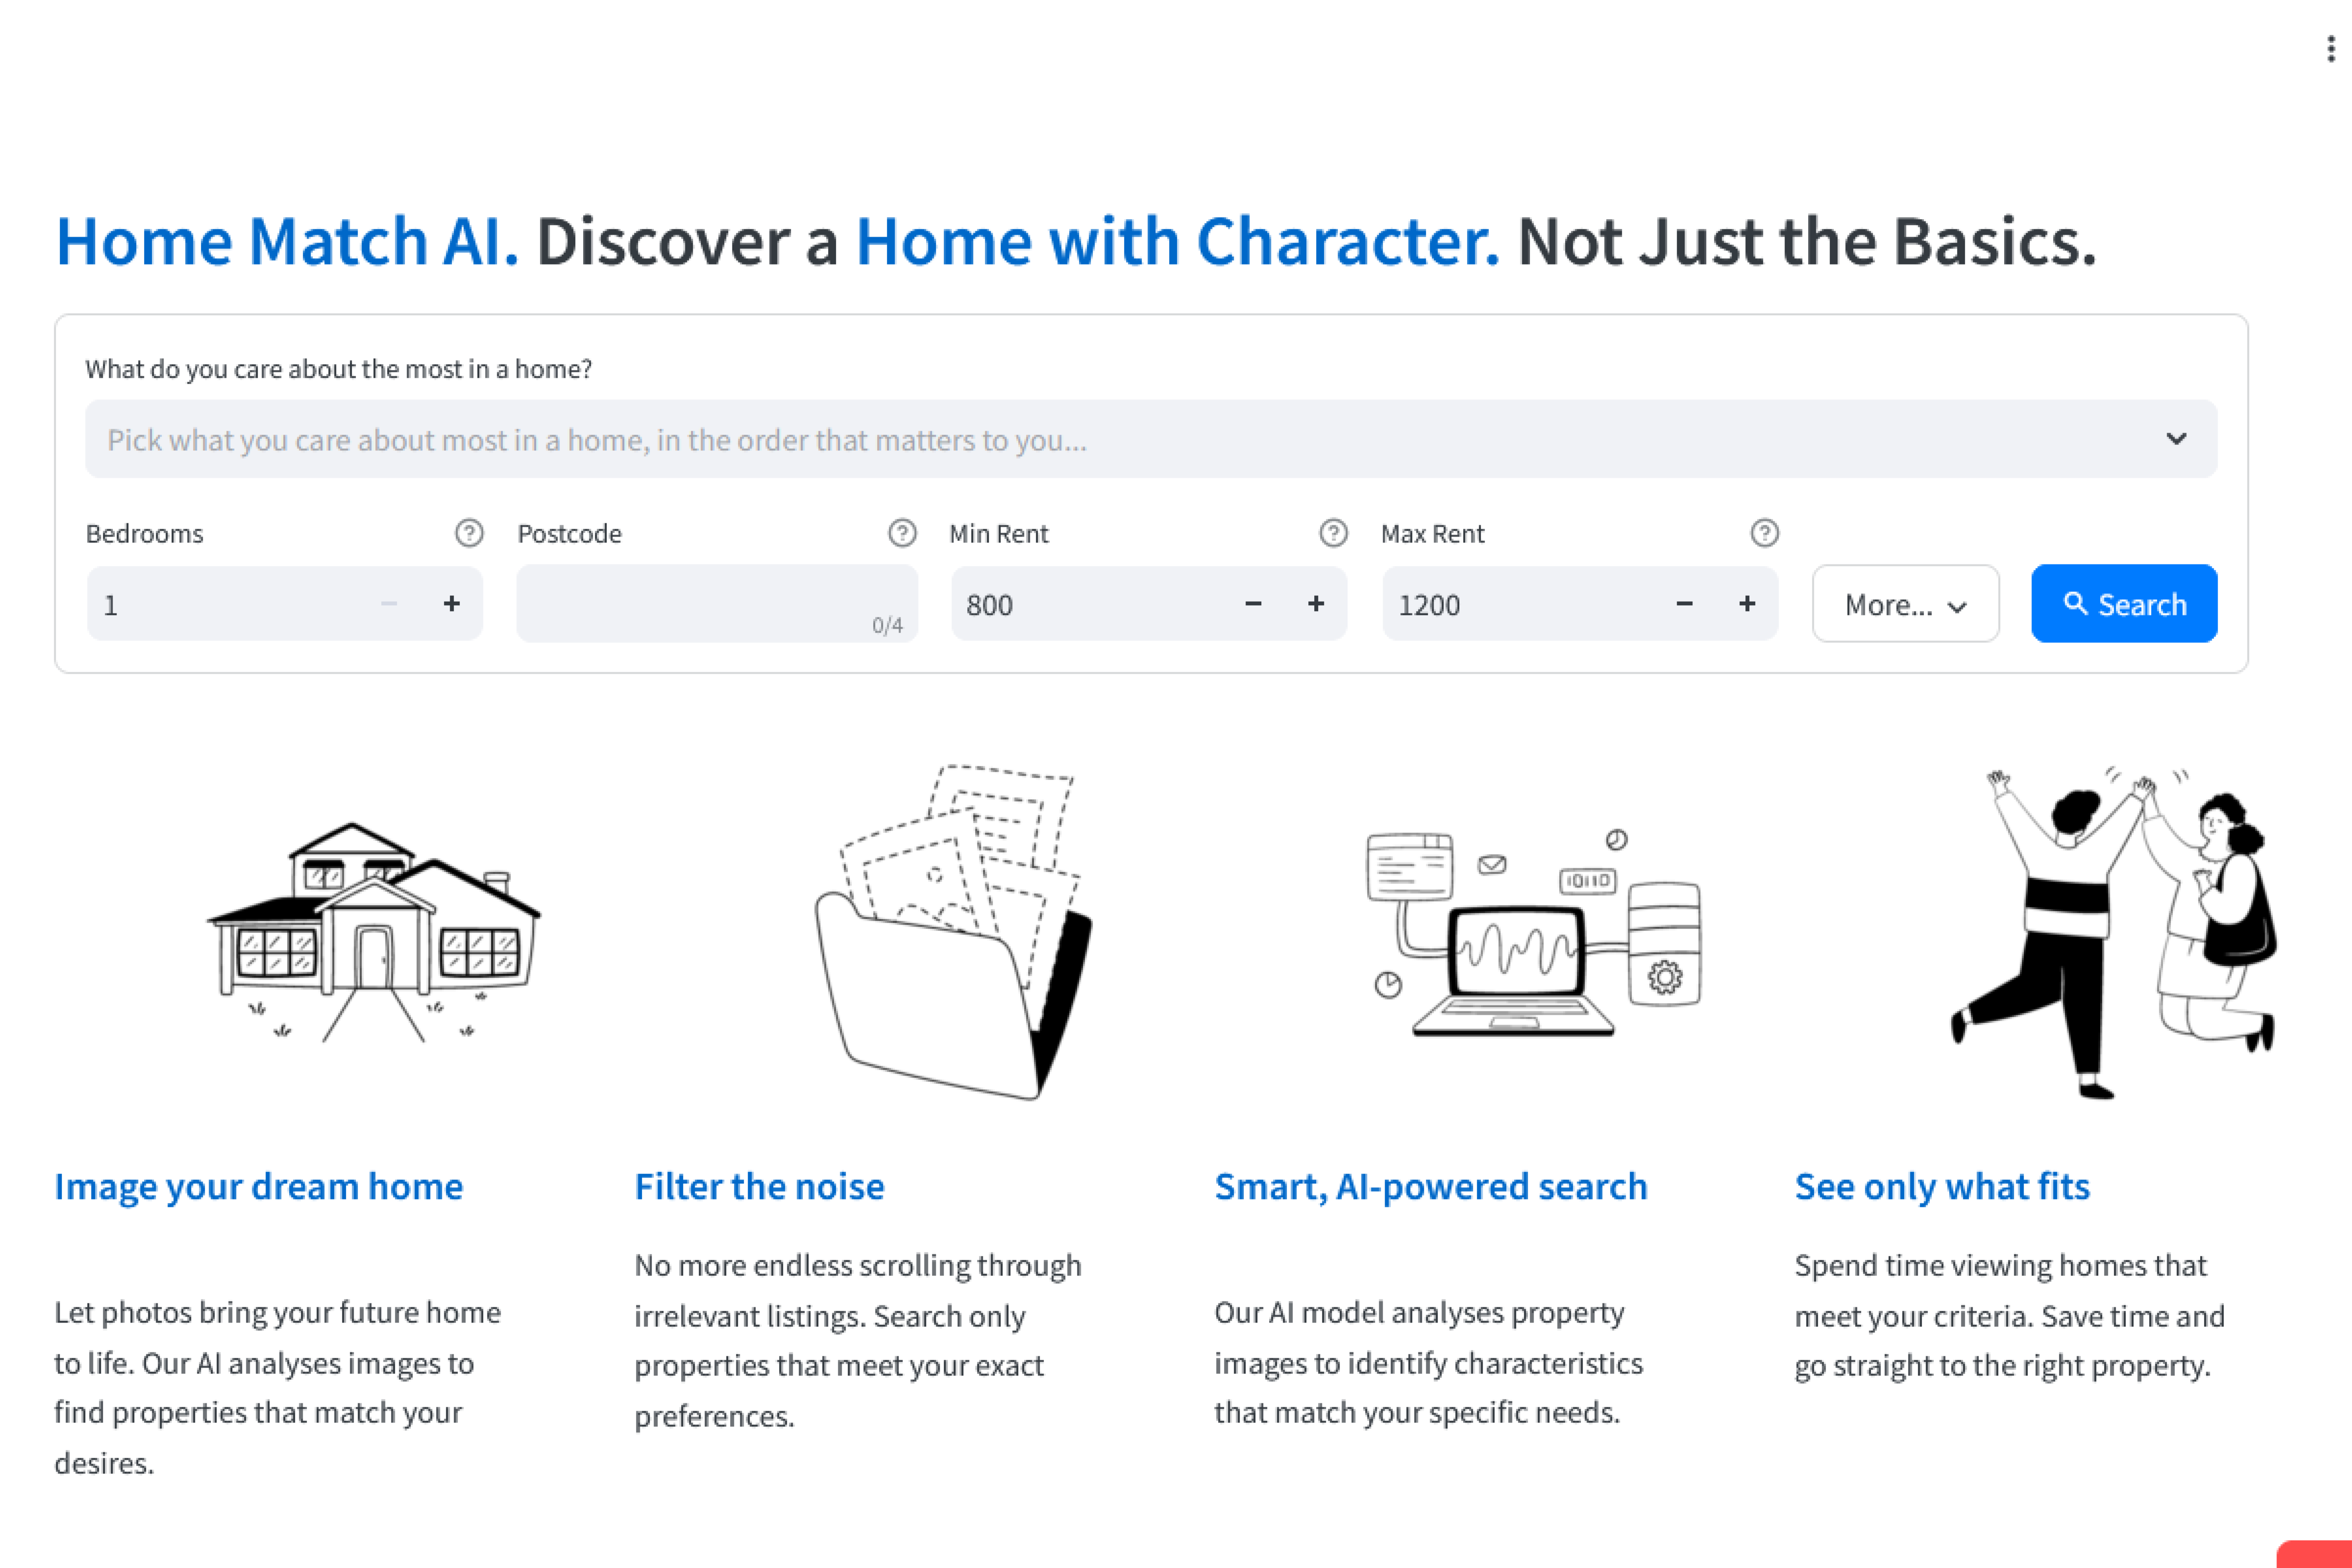 Home Match AI. Discover a Home with Character. Not Just the Basics.
What do you care about the most in a home?
Pick what you care about most in a home, in the order that matters to you...
Bedrooms
Postcode
Min Rent
Max Rent
1
0/4
800
1200
More...
Search
10110
Image your dream home
Let photos bring your future home
to life. Our AI analyses images to
find properties that match your
desires.
Filter the noise
No more endless scrolling through
irrelevant listings. Search only
properties that meet your exact
preferences.
Smart, AI-powered search
Our AI model analyses property
images to identify characteristics
that match your specific needs.
See only what fits
Spend time viewing homes that
meet your criteria. Save time and
go straight to the right property.